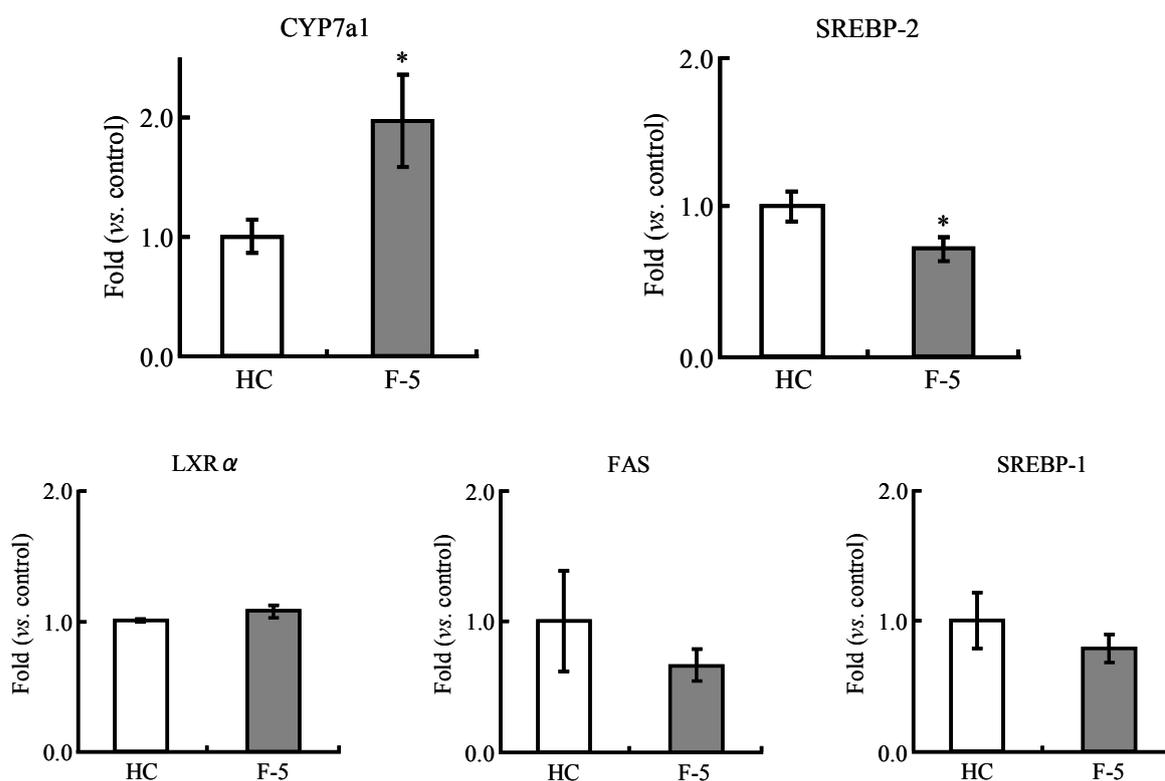 CYP7a1
*
Fold (vs. control)
2.0
1.0
0.0
HC
F-5
SREBP-2
2.0
*
Fold (vs. control)
1.0
0.0
HC
F-5
LXR α
2.0
Fold (vs. control)
1.0
0.0
HC
F-5
FAS
2.0
Fold (vs. control)
1.0
0.0
HC
F-5
SREBP-1
2.0
Fold (vs. control)
1.0
0.0
HC
F-5